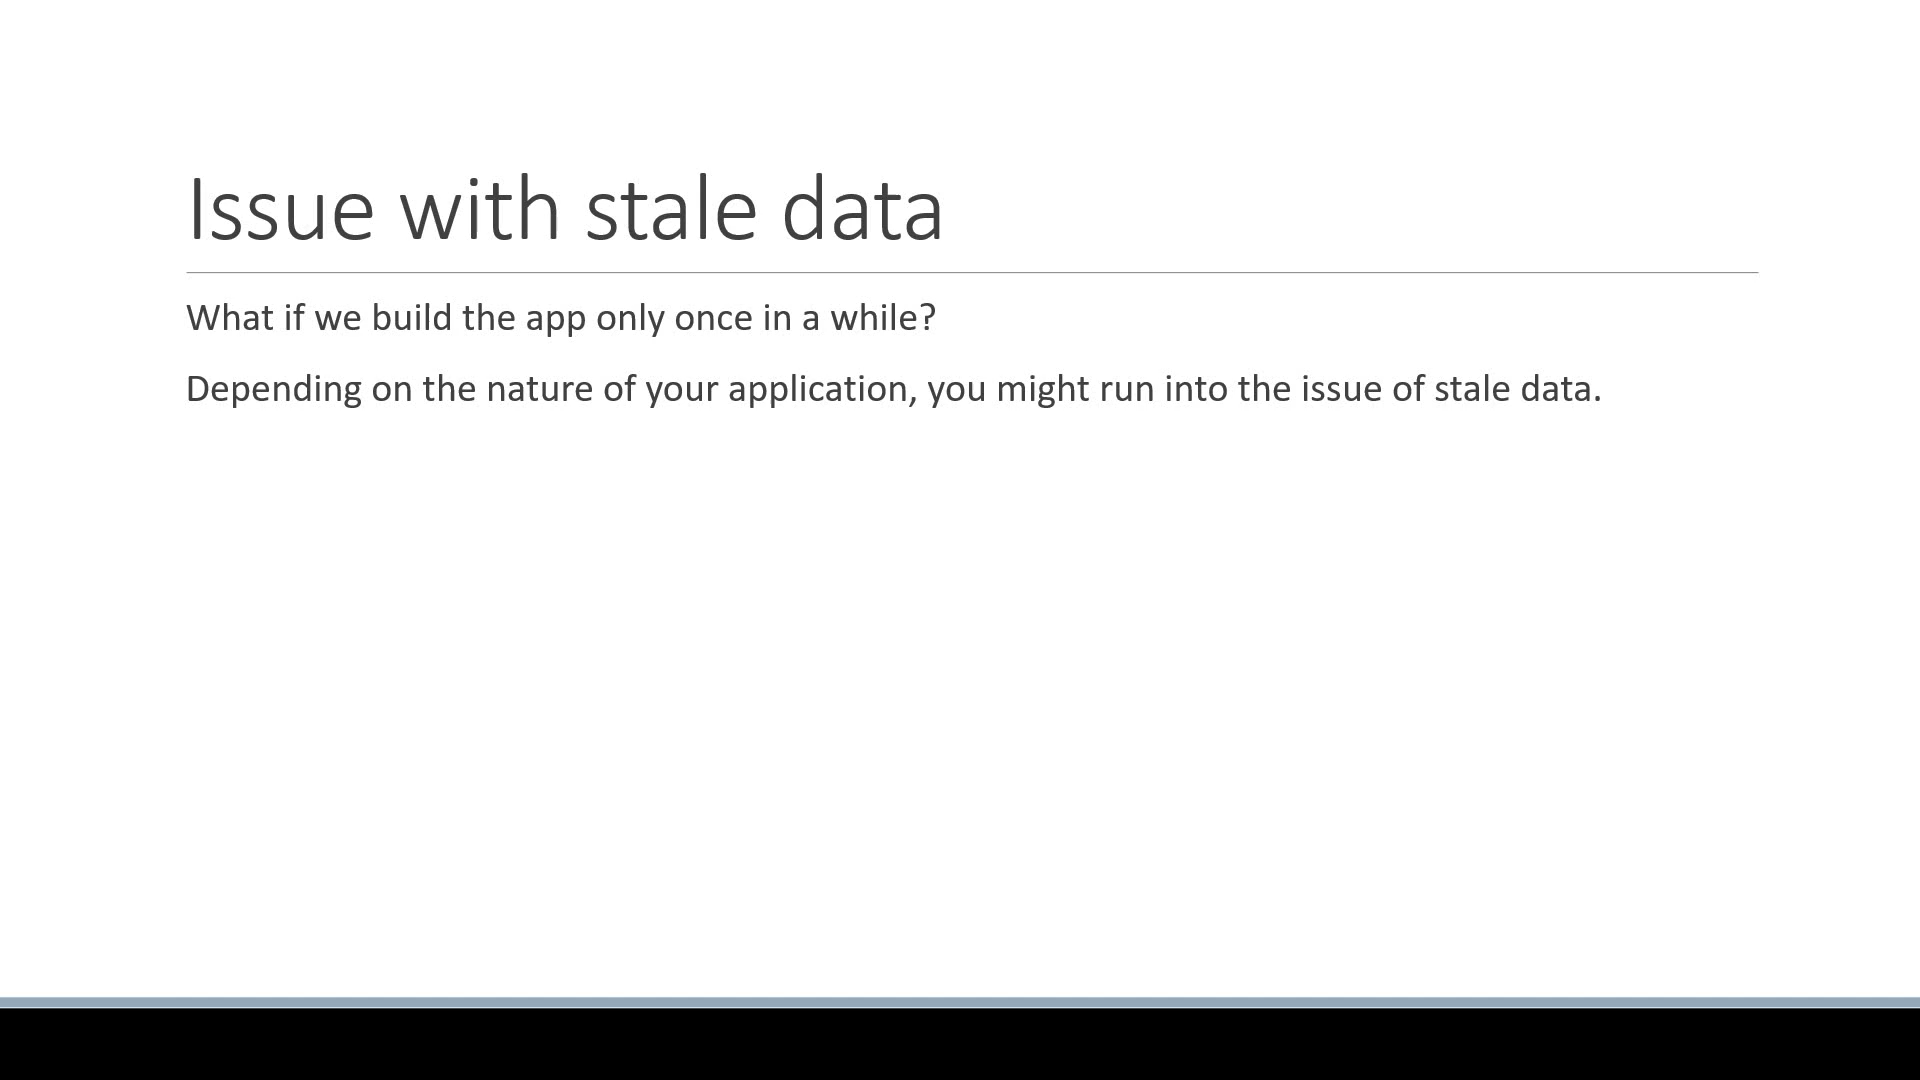 Issue with stale data
What if we build the app only once in a while?
Depending on the nature of your application, you might run into the issue of stale data.